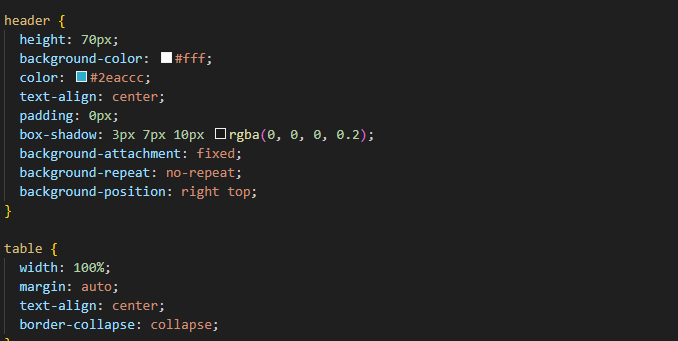 header {
height: 70px;
background-color: #fff;
color: #2eaccc;
text-align: center;
padding: 0px;
box-shadow: 3px 7px 10px rgba(0, 0, 0, 0.2);
background-attachment: fixed;
background-repeat: no-repeat;
background-position: right top;
}
table {
width: 100%;
margin: auto;
text-align: center;
border-collapse: collapse;
}